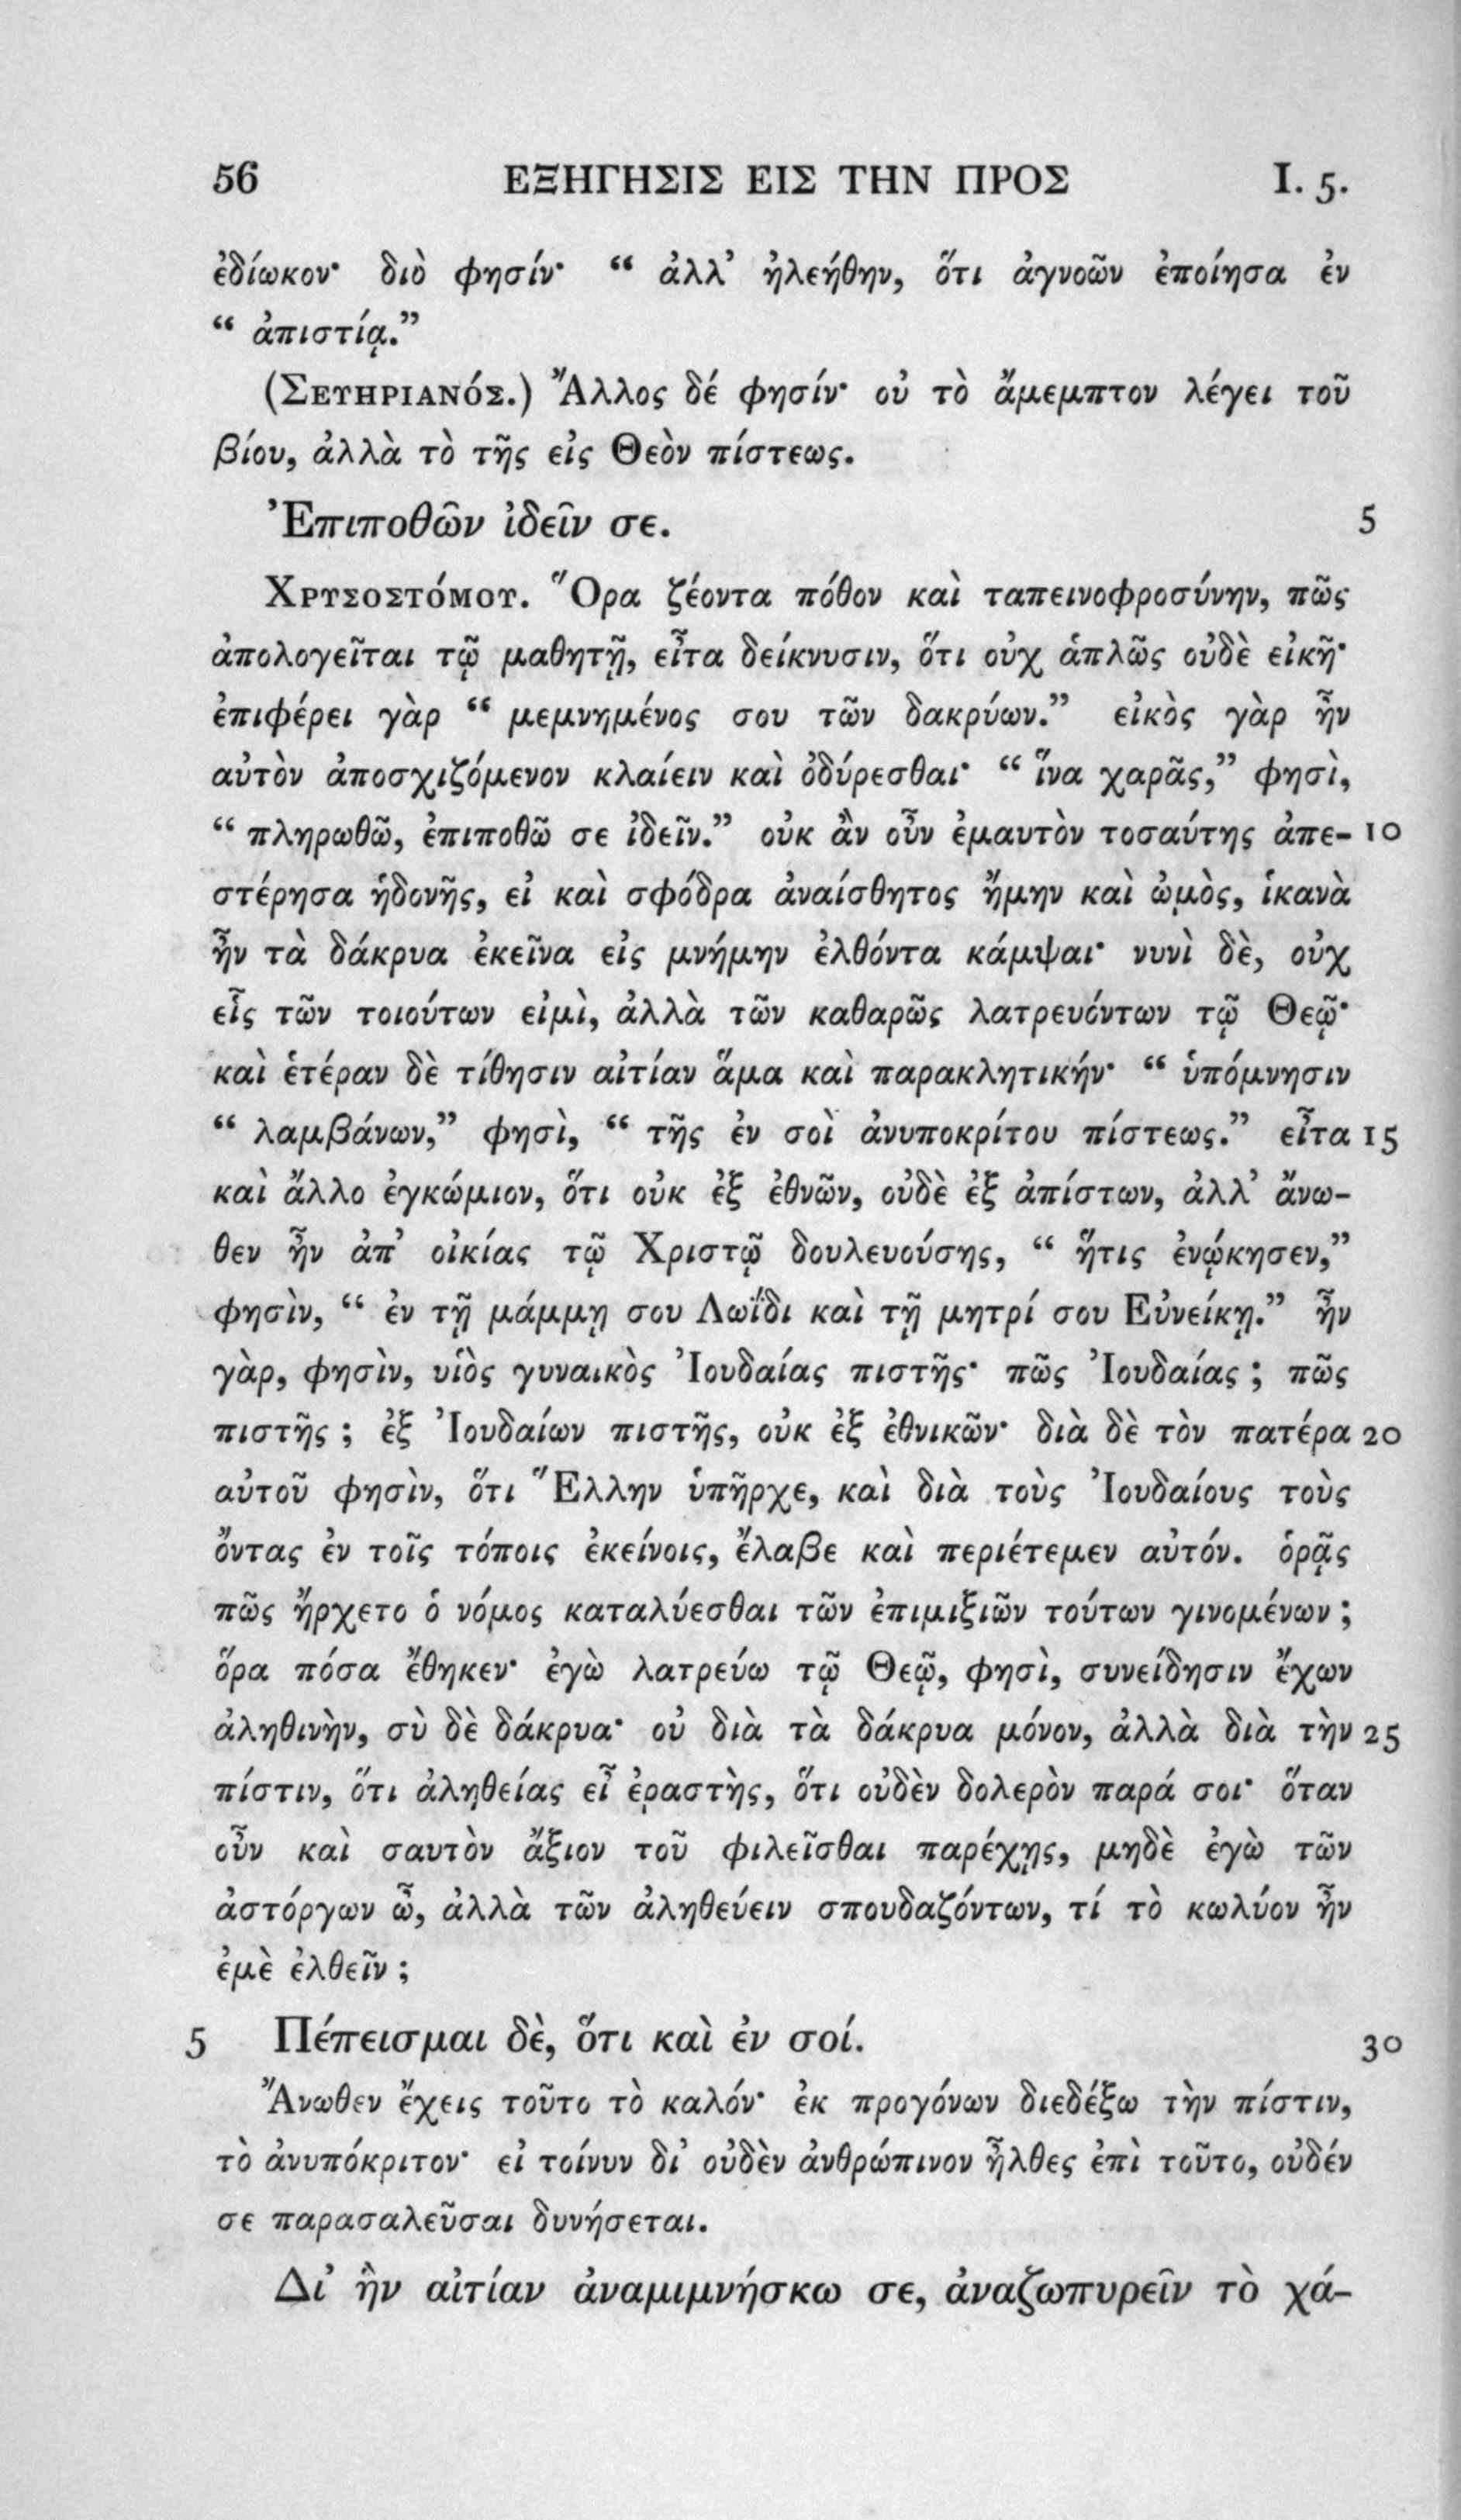 56 ΕΞΗΓΗΣΙΣ ΕΙΣ ΤΗΝ ΠΡΟΣ I. 5.
ἐδίωκον· διὸ φησίν· “ ἀλλ’ ἠλεήθην, ὅτι ἀγνοῶν ἐποίησα ἐν
“ ἀπιστίᾳ.”
(ΣΕΥΗΡΙΑΝΌΣ.) Ἄλλος δέ φησίν· οὐ τὸ ἄμεμπτον λέγει τοῦ
βίου, ἀλλὰ τὸ τῆς εἰς Θεὸν πίστεως.
Ἐπιποθῶν ἰδεῖν σε. 5
ΧΡΥΣΟΣΤΌΜΟΥ. Ὅρα ζέοντα πόθον καὶ ταπεινοφροσύνην, πῶς
ἀπολογεῖται τῷ μαθητῇ, εἶτα δείκνυσιν, ὅτι οὐχ ἁπλῶς οὐδὲ εἰκῆ·
ἐπιφέρει γὰρ “ μεμνημένος σου τῶν δακρύων.” εἰκὸς γὰρ ἦν
αὐτὸν ἀποσχιζόμενον κλαίειν καὶ ὀδύρεσθαι· “ ἵνα χαρᾶς,” φησὶ,
“ πληρωθῶ, ἐπιποθῶ σε ἰδεῖν.” οὐκ ἂν οὖν ἐμαυτὸν τοσαύτης ἀπε- 10
στέρησα ἡδονῆς, εἰ καὶ σφόδρα ἀναίσθητος ἤμην καὶ ὠμὸς, ἱκανὰ
ἦν τὰ δάκρυα ἐκεῖνα εἰς μνήμην ἐλθόντα κάμψαι· νυνὶ δὲ, οὐχ
εἷς τῶν τοιούτων εἰμὶ, ἀλλὰ τῶν καθαρῶς λατρευόντων τῷ Θεῷ·
καὶ ἑτέραν δὲ τίθησιν αἰτίαν ἅμα καὶ παρακλητικήν· “ ὑπόμνησιν
“ λαμβάνων,” φησὶ, “ τῆς ἐν σοὶ ἀνυποκρίτου πίστεως.” εἶτα 15
καὶ ἄλλο ἐγκώμιον, ὅτι οὐκ ἐξ ἐθνῶν, οὐδὲ ἐξ ἀπίστων, ἀλλ’ ἄνω-
θεν ἦν ἀπ’ οἰκίας τῷ Χριστῷ δουλευούσης, “ ἥτις ἐνῴκησεν,”
φησὶν, “ ἐν τῇ μάμμῃ σου Λωΐδι καὶ τῇ μητρί σου Εὐνείκῃ.” ἦν
γὰρ, φησὶν, υἱὸς γυναικὸς Ἰουδαίας πιστῆς· πῶς Ἰουδαίας ; πῶς
πιστῆς ; ἐξ Ἰουδαίων πιστῆς, οὐκ ἐξ ἐθνικῶν· διὰ δὲ τὸν πατέρα 20
αὐτοῦ φησὶν, ὅτι Ἕλλην ὑπῆρχε, καὶ διὰ τοὺς Ἰουδαίους τοὺς
ὄντας ἐν τοῖς τόποις ἐκείνοις, ἔλαβε καὶ περιέτεμεν αὐτόν. ὁρᾷς
πῶς ἤρχετο ὁ νόμος καταλύεσθαι τῶν ἐπιμιξιῶν τούτων γινομένων ;
ὅρα πόσα ἔθηκεν· ἐγὼ λατρεύω τῷ Θεῷ, φησὶ, συνείδησιν ἔχων
ἀληθινὴν, σὺ δὲ δάκρυα· οὐ διὰ τὰ δάκρυα μόνον, ἀλλὰ διὰ τὴν 25
πίστιν, ὅτι ἀληθείας εἶ ἐραστὴς, ὅτι οὐδὲν δολερὸν παρά σοι· ὅταν
οὖν καὶ σαυτὸν ἄξιον τοῦ φιλεῖσθαι παρέχῃς, μηδὲ ἐγὼ τῶν
ἀστόργων ὦ, ἀλλὰ τῶν ἀληθεύειν σπουδαζόντων, τί τὸ κωλύον ἦν
ἐμὲ ἐλθεῖν ;
5 Πέπεισμαι δὲ, ὅτι καὶ ἐν σοί. 30
Ἄνωθεν ἔχεις τοῦτο τὸ καλόν· ἐκ προγόνων διεδέξω τὴν πίστιν,
τὸ ἀνυπόκριτον· εἰ τοίνυν δι’ οὐδὲν ἀνθρώπινον ἦλθες ἐπὶ τοῦτο, οὐδέν
σε παρασαλεῦσαι δυνήσεται.
Δι’ ἣν αἰτίαν ἀναμιμνήσκω σε, ἀναζωπυρεῖν τὸ χά-